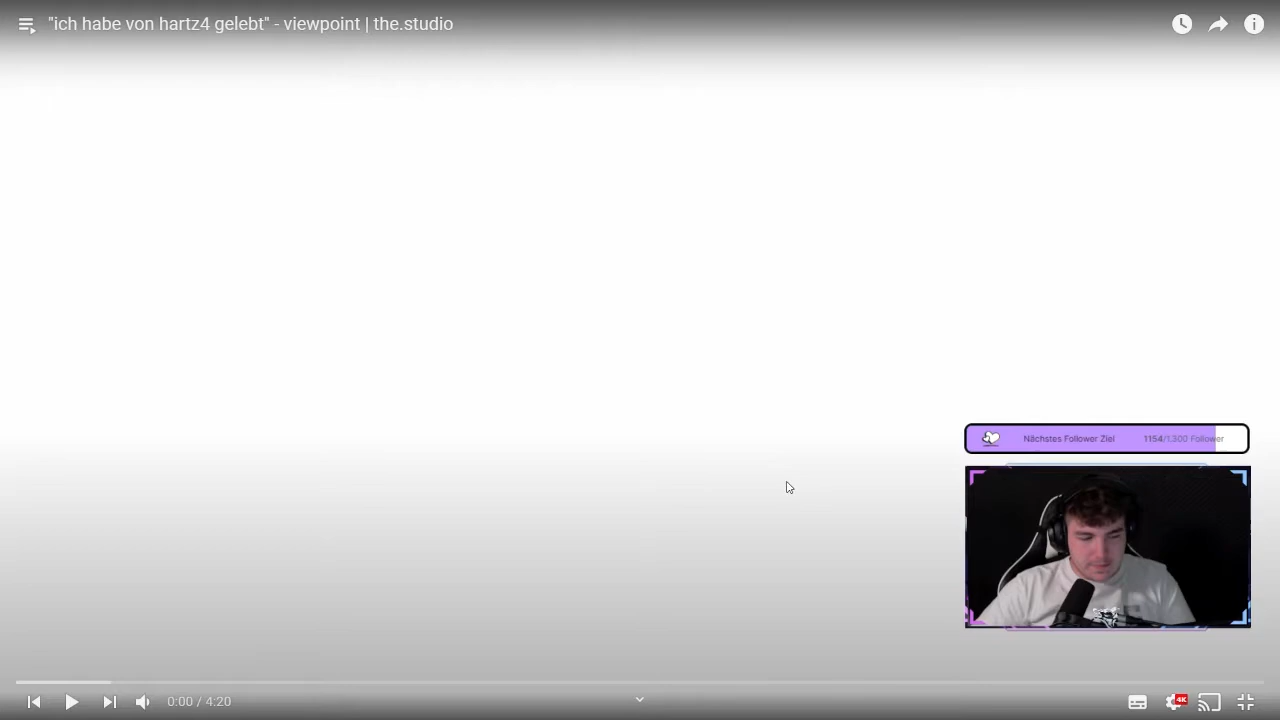 "ich habe von hartz4 gelebt" - viewpoint | the.studio
Nächstes Follower Ziel 1154/1.300 Follower
0:00 / 4:20
4K